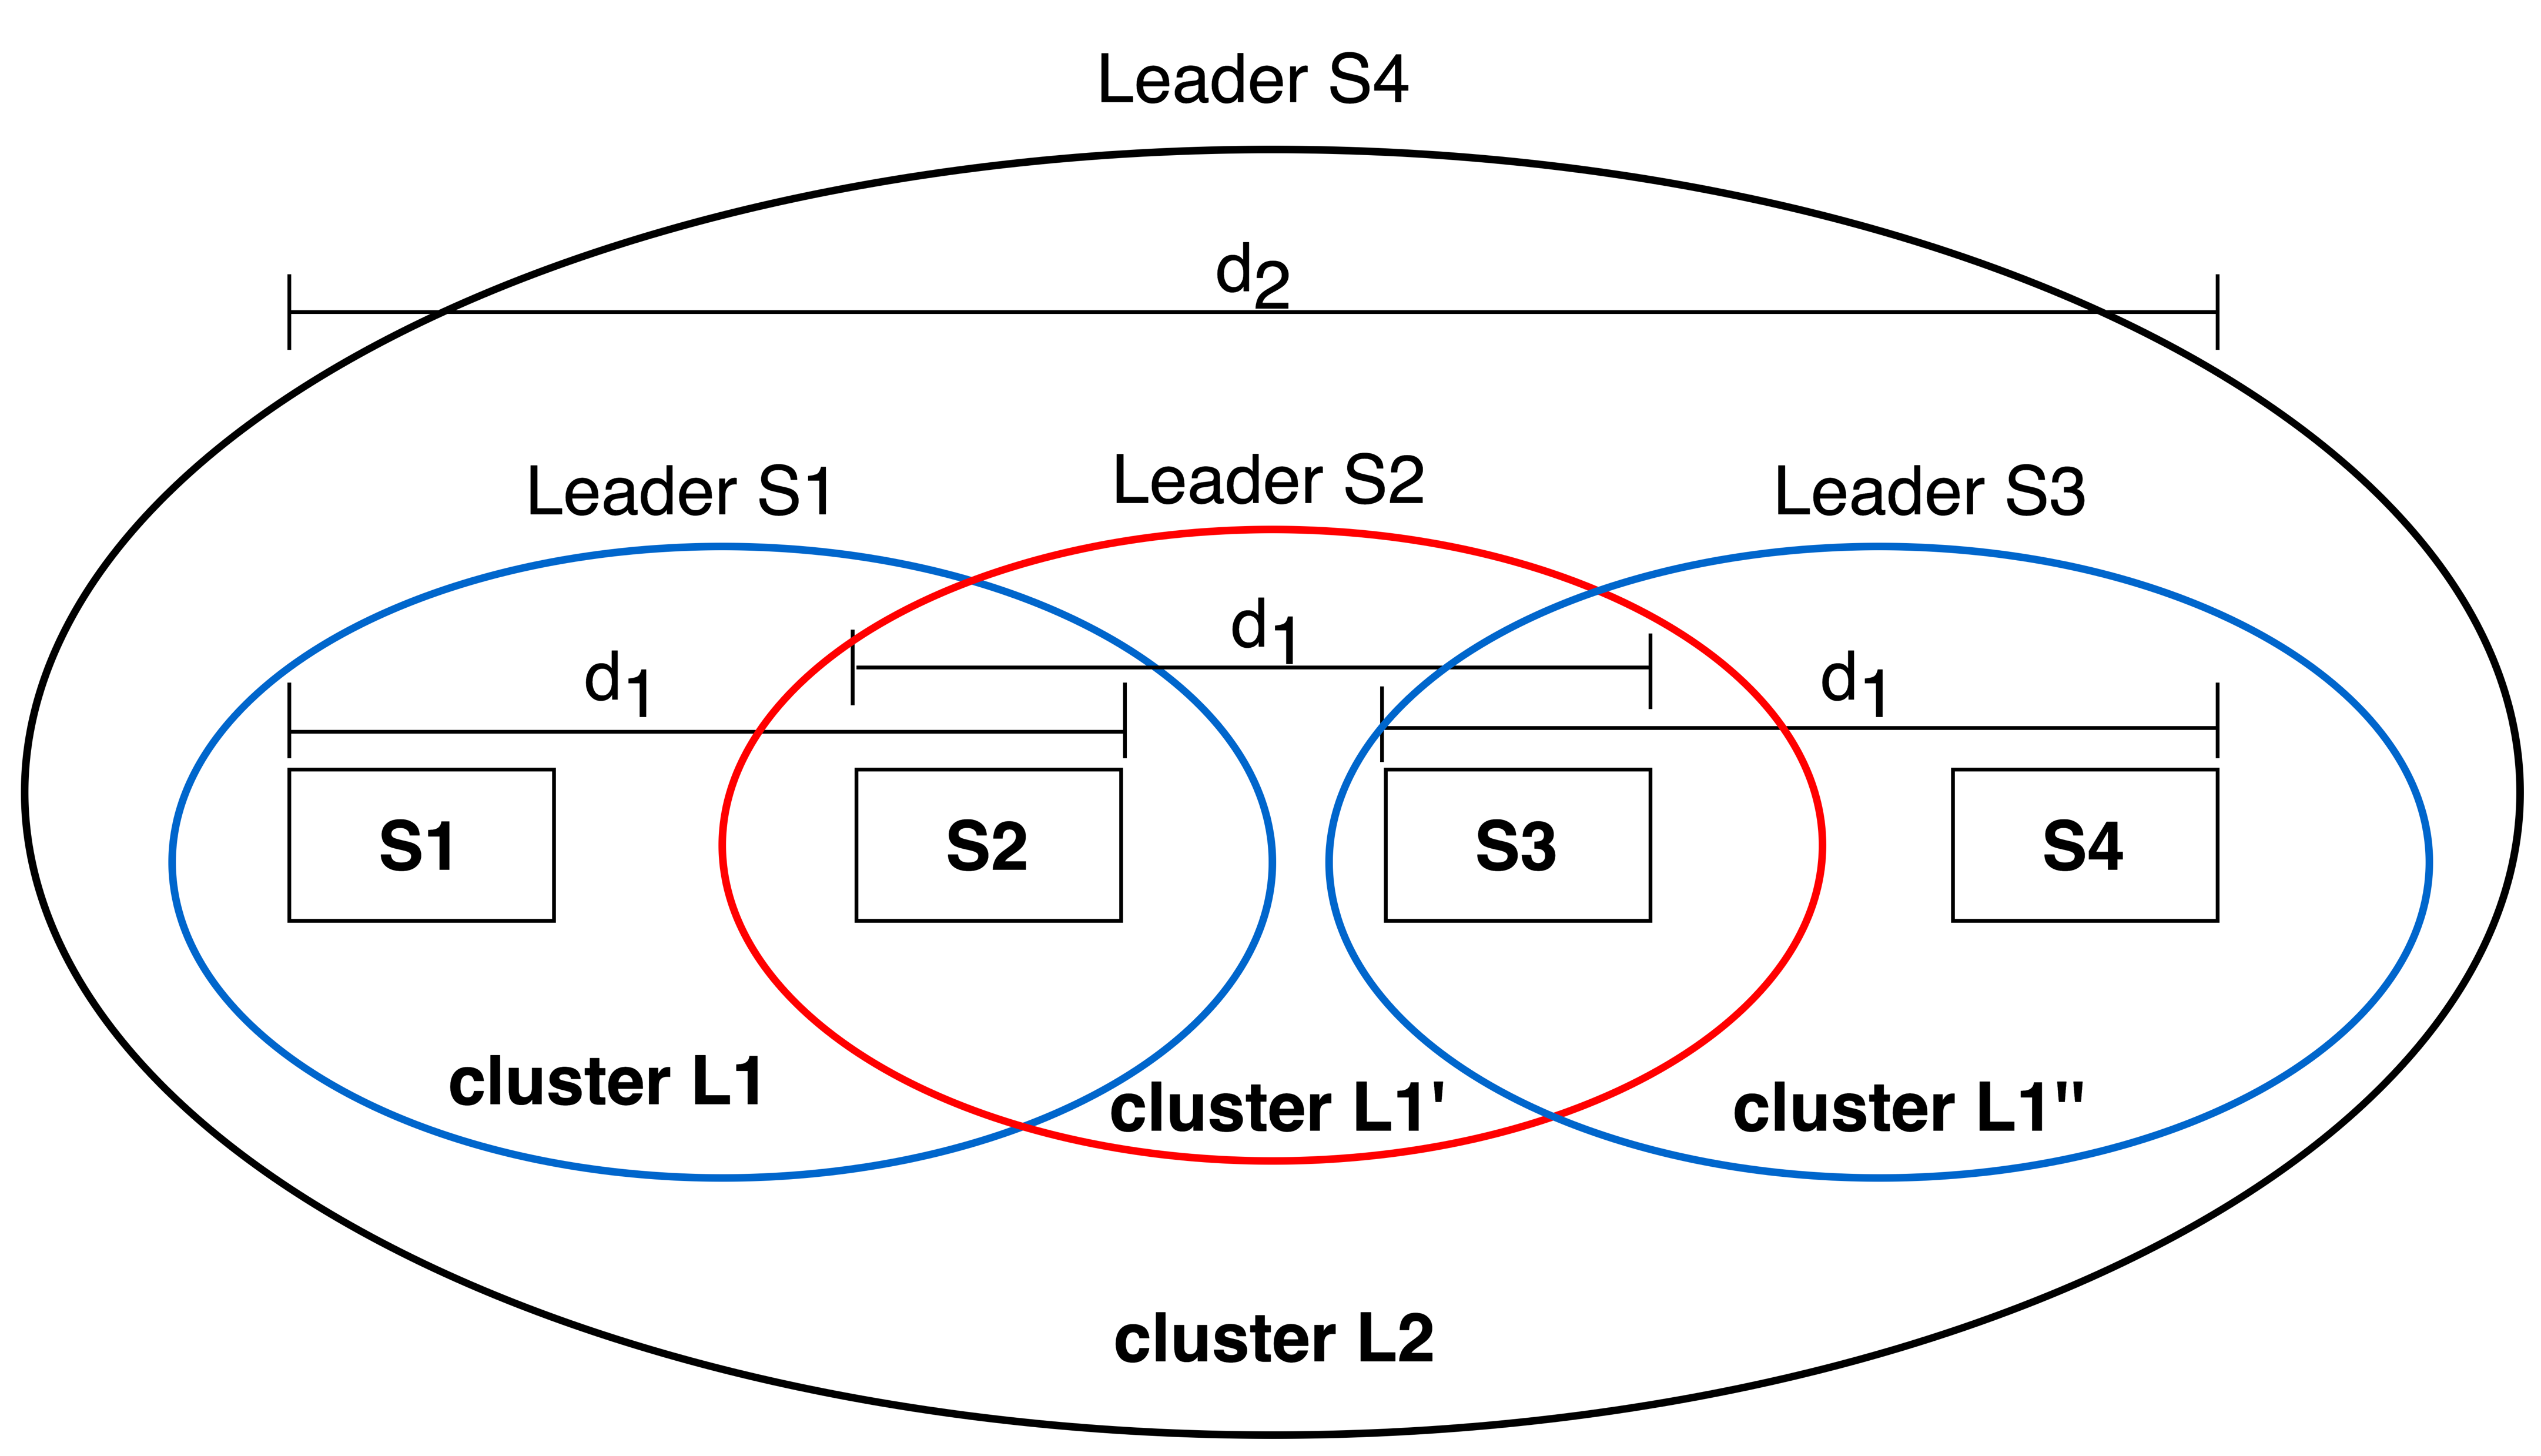 Leader S4
d2
Leader S1
Leader S2
Leader S3
d1
d1
d1
S1
S2
S3
S4
cluster L1
cluster L1'
cluster L1"
cluster L2